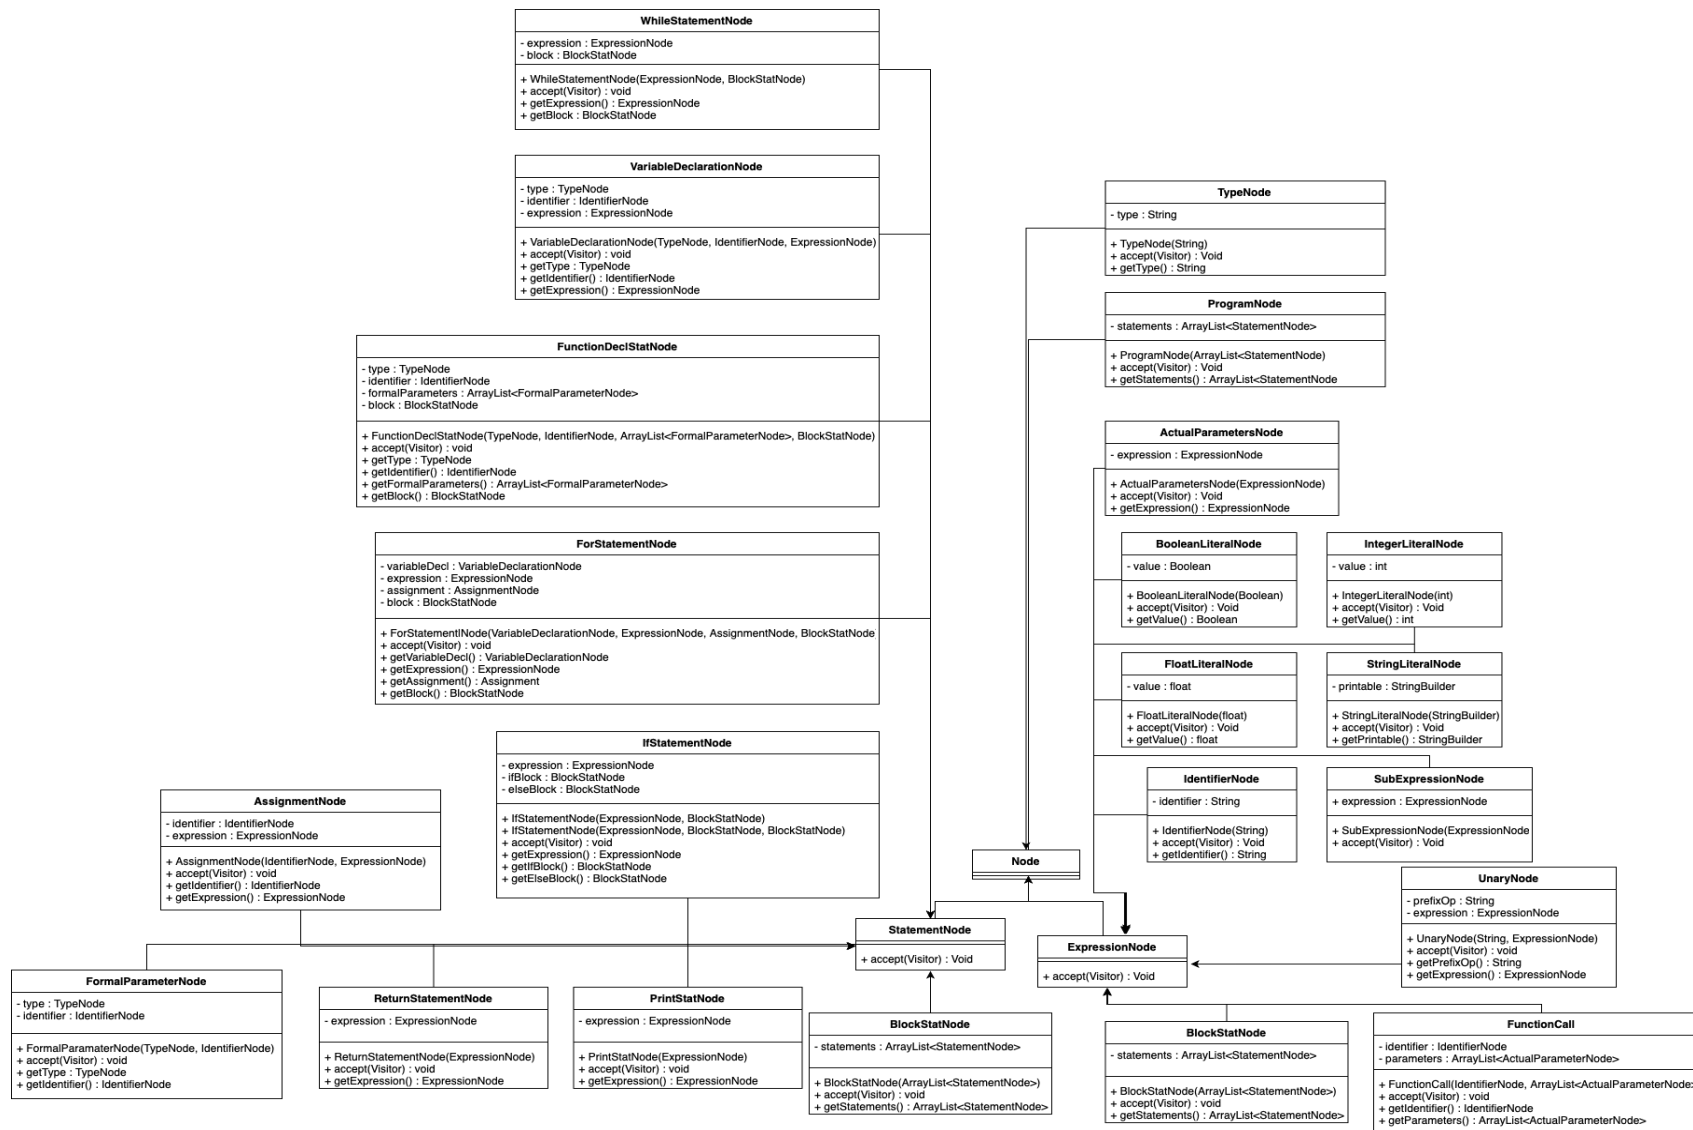 WhileStatementNode
- expression : ExpressionNode
- block : BlockStatNode
+ WhileStatementNode(ExpressionNode, BlockStatNode)
+ accept(Visitor) : void
+ getExpression() : ExpressionNode
+ getBlock : BlockStatNode
VariableDeclarationNode
- type : TypeNode
- identifier : IdentifierNode
- expression : ExpressionNode
+ VariableDeclarationNode(TypeNode, IdentifierNode, ExpressionNode)
+ accept(Visitor) : void
+ getType : TypeNode
+ getIdentifier() : IdentifierNode
+ getExpression() : ExpressionNode
TypeNode
- type : String
+ TypeNode(String)
+ accept(Visitor) : Void
+ getType() : String
ProgramNode
- statements : ArrayList<StatementNode>
+ ProgramNode(ArrayList<StatementNode)
+ accept(Visitor) : Void
+ getStatements() : ArrayList<StatementNode
FunctionDeclStatNode
- type : TypeNode
- identifier : IdentifierNode
- formalParameters : ArrayList<FormalParameterNode>
- block : BlockStatNode
+ FunctionDeclStatNode(TypeNode, IdentifierNode, ArrayList<FormalParameterNode>, BlockStatNode)
+ accept(Visitor) : void
+ getType : TypeNode
+ getIdentifier() : IdentifierNode
+ getFormalParameters() : ArrayList<FormalParameterNode>
+ getBlock() : BlockStatNode
ActualParametersNode
- expression : ExpressionNode
+ ActualParametersNode(ExpressionNode)
+ accept(Visitor) : Void
+ getExpression() : ExpressionNode
ForStatementNode
- variableDecl : VariableDeclarationNode
- expression : ExpressionNode
- assignment : AssignmentNode
- block : BlockStatNode
+ ForStatementlNode(VariableDeclarationNode, ExpressionNode, AssignmentNode, BlockStatNode
+ accept(Visitor) : void
+ getVariableDecl() : VariableDeclarationNode
+ getExpression() : ExpressionNode
+ getAssignment() : Assignment
+ getBlock() : BlockStatNode
BooleanLiteralNode
- value : Boolean
+ BooleanLiteralNode(Boolean)
+ accept(Visitor) : Void
+ getValue() : Boolean
IntegerLiteralNode
- value : int
+ IntegerLiteralNode(int)
+ accept(Visitor) : Void
+ getValue() : int
FloatLiteralNode
- value : float
+ FloatLiteralNode(float)
+ accept(Visitor) : Void
+ getValue() : float
StringLiteralNode
- printable : StringBuilder
+ StringLiteralNode(StringBuilder)
+ accept(Visitor) : Void
+ getPrintable() : StringBuilder
IfStatementNode
- expression : ExpressionNode
- ifBlock : BlockStatNode
- elseBlock : BlockStatNode
+ IfStatementNode(ExpressionNode, BlockStatNode)
+ IfStatementNode(ExpressionNode, BlockStatNode, BlockStatNode)
+ accept(Visitor) : void
+ getExpression() : ExpressionNode
+ getIfBlock() : BlockStatNode
+ getElseBlock() : BlockStatNode
IdentifierNode
- identifier : String
+ IdentifierNode(String)
+ accept(Visitor) : Void
+ getIdentifier() : String
SubExpressionNode
+ expression : ExpressionNode
+ SubExpressionNode(ExpressionNode
+ accept(Visitor) : Void
AssignmentNode
- identifier : IdentifierNode
- expression : ExpressionNode
+ AssignmentNode(IdentifierNode, ExpressionNode)
+ accept(Visitor) : void
+ getIdentifier() : IdentifierNode
+ getExpression() : ExpressionNode
Node
UnaryNode
- prefixOp : String
- expression : ExpressionNode
+ UnaryNode(String, ExpressionNode)
+ accept(Visitor) : void
+ getPrefixOp() : String
+ getExpression() : ExpressionNode
StatementNode
+ accept(Visitor) : Void
ExpressionNode
+ accept(Visitor) : Void
FormalParameterNode
- type : TypeNode
- identifier : IdentifierNode
+ FormalParamaterNode(TypeNode, IdentifierNode)
+ accept(Visitor) : void
+ getType : TypeNode
+ getIdentifier() : IdentifierNode
ReturnStatementNode
- expression : ExpressionNode
+ ReturnStatementNode(ExpressionNode)
+ accept(Visitor) : void
+ getExpression() : ExpressionNode
PrintStatNode
- expression : ExpressionNode
+ PrintStatNode(ExpressionNode)
+ accept(Visitor) : void
+ getExpression() : ExpressionNode
BlockStatNode
- statements : ArrayList<StatementNode>
+ BlockStatNode(ArrayList<StatementNode>)
+ accept(Visitor) : void
+ getStatements() : ArrayList<StatementNode>
BlockStatNode
- statements : ArrayList<StatementNode>
+ BlockStatNode(ArrayList<StatementNode>)
+ accept(Visitor) : void
+ getStatements() : ArrayList<StatementNode>
FunctionCall
- identifier : IdentifierNode
- parameters : ArrayList<ActualParameterNode>
+ FunctionCall(IdentifierNode, ArrayList<ActualParameterNode>
+ accept(Visitor) : void
+ getIdentifier() : IdentifierNode
+ getParameters() : ArrayList<ActualParameterNode>